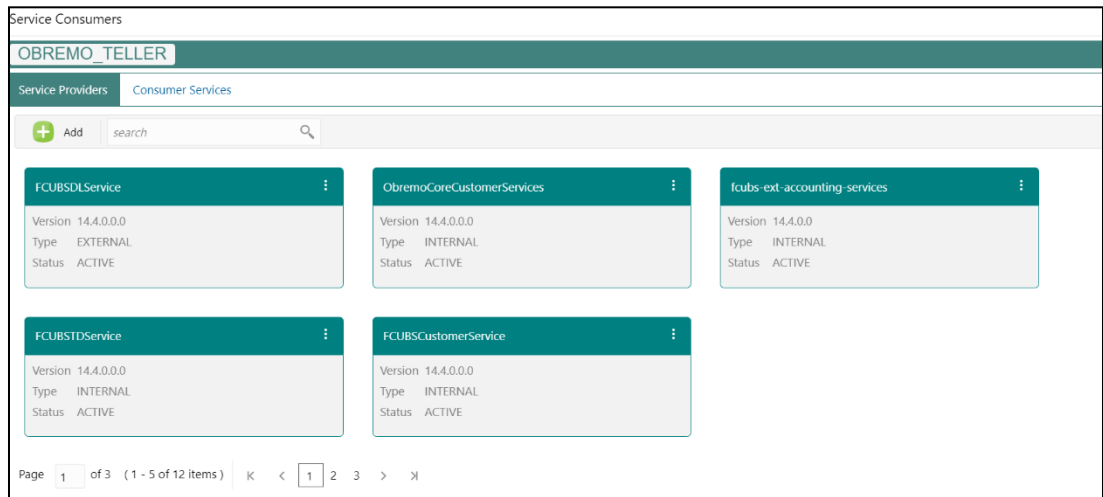 Service Consumers
OBREMO_TELLER
Service Providers Consumer Services
Add search
FCUBSDLService
Version 14.4.0.0.0
Type EXTERNAL
Status ACTIVE
ObremoCoreCustomerServices
Version 14.4.0.0.0
Type INTERNAL
Status ACTIVE
fcubs-ext-accounting-services
Version 14.4.0.0
Type INTERNAL
Status ACTIVE
FCUBSTDService
Version 14.4.0.0.0
Type INTERNAL
Status ACTIVE
FCUBSCustomerService
Version 14.4.0.0.0
Type INTERNAL
Status ACTIVE
Page 1 of 3 (1 - 5 of 12 items) 1 2 3